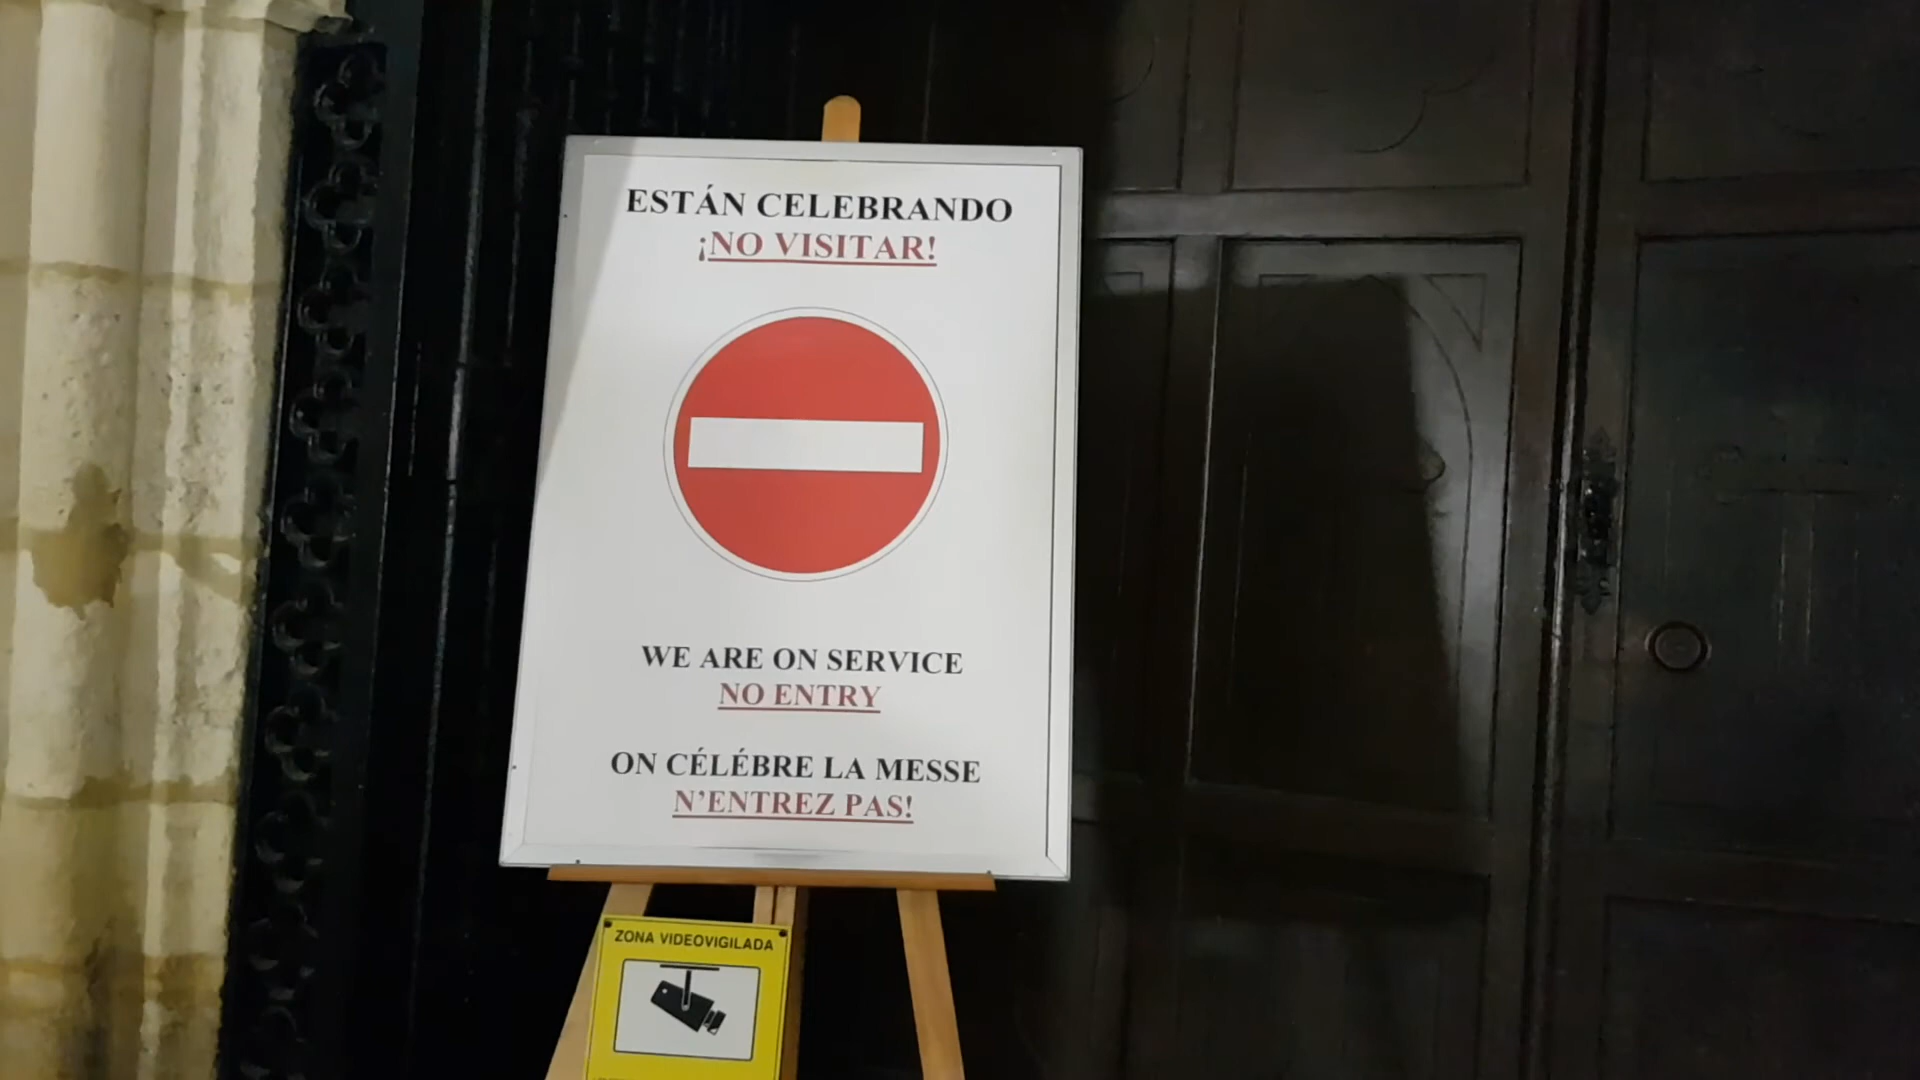 ESTÁN CELEBRANDO
¡NO VISITAR!
WE ARE ON SERVICE
NO ENTRY
ON CÉLÉBRE LA MESSE
N'ENTREZ PAS!
ZONA VIDEOVIGILADA